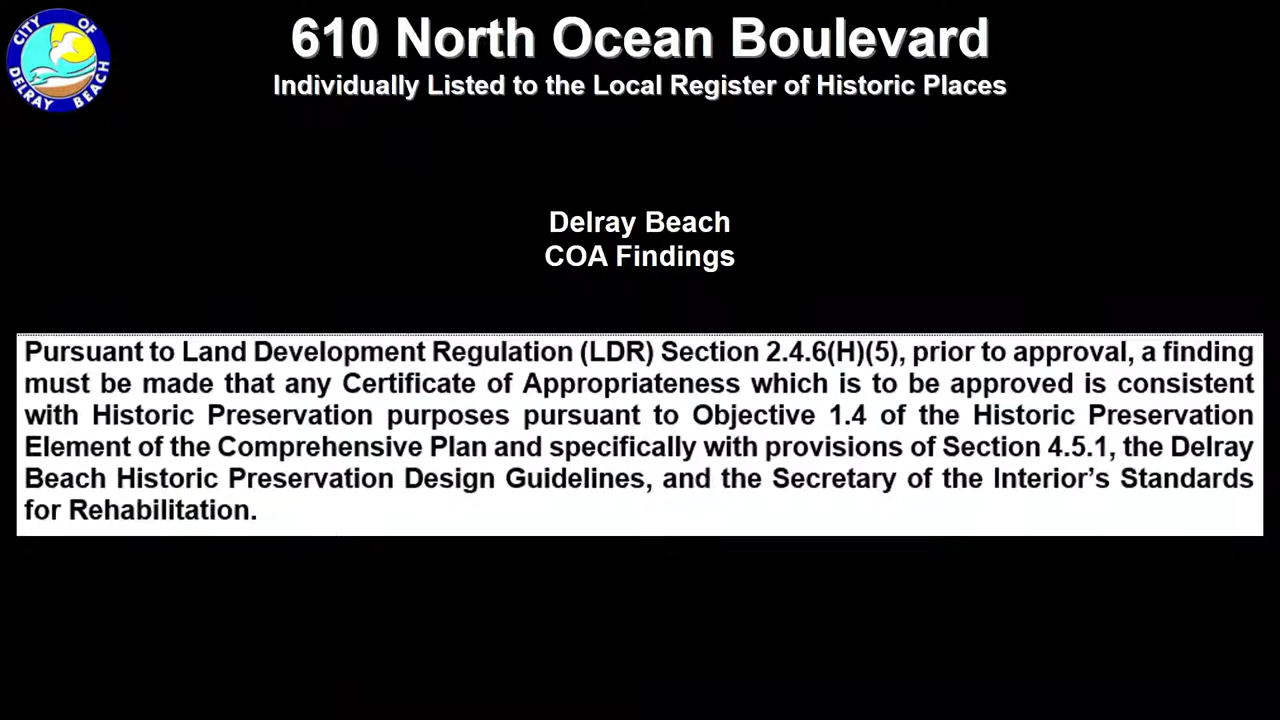 CITY OF
DELRAY BEACH
610 North Ocean Boulevard
Individually Listed to the Local Register of Historic Places
Delray Beach
COA Findings
Pursuant to Land Development Regulation (LDR) Section 2.4.6(H)(5), prior to approval, a finding
must be made that any Certificate of Appropriateness which is to be approved is consistent
with Historic Preservation purposes pursuant to Objective 1.4 of the Historic Preservation
Element of the Comprehensive Plan and specifically with provisions of Section 4.5.1, the Delray
Beach Historic Preservation Design Guidelines, and the Secretary of the Interior’s Standards
for Rehabilitation.